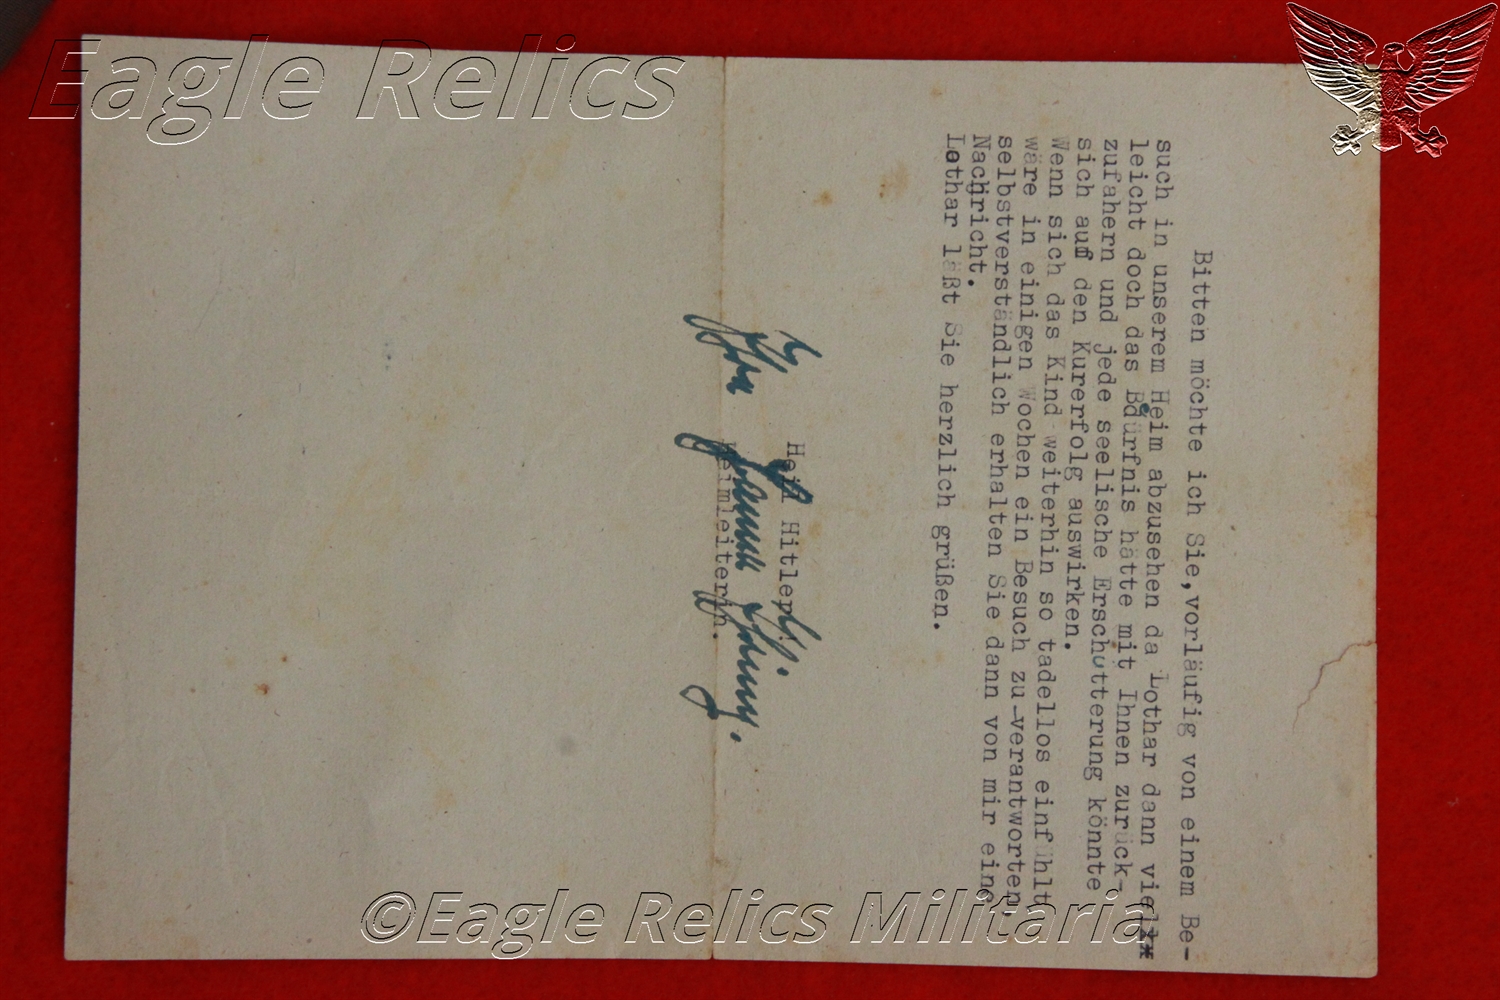 Eagle Relics
Bitten möchte ich Sie, vorläufig von einem Be-
such in unserem Heim abzusehen da Lothar dann viel
leicht doch das Bdürfnis hätte mit Ihnen zurück-
zufahern und jede seelische Erschütterung könnte
sich auf den Kurerfolg auswirken.
Wenn sich das Kind weiterhin so tadellos einfühlt
wäre in einigen Wochen ein Besuch zu verantworten,
selbstverständlich erhalten Sie dann von mir eine
Nachricht.
Lothar läßt Sie herzlich grüßen.
Heil Hitler!
Heimleiterin.
©Eagle Relics Militaria